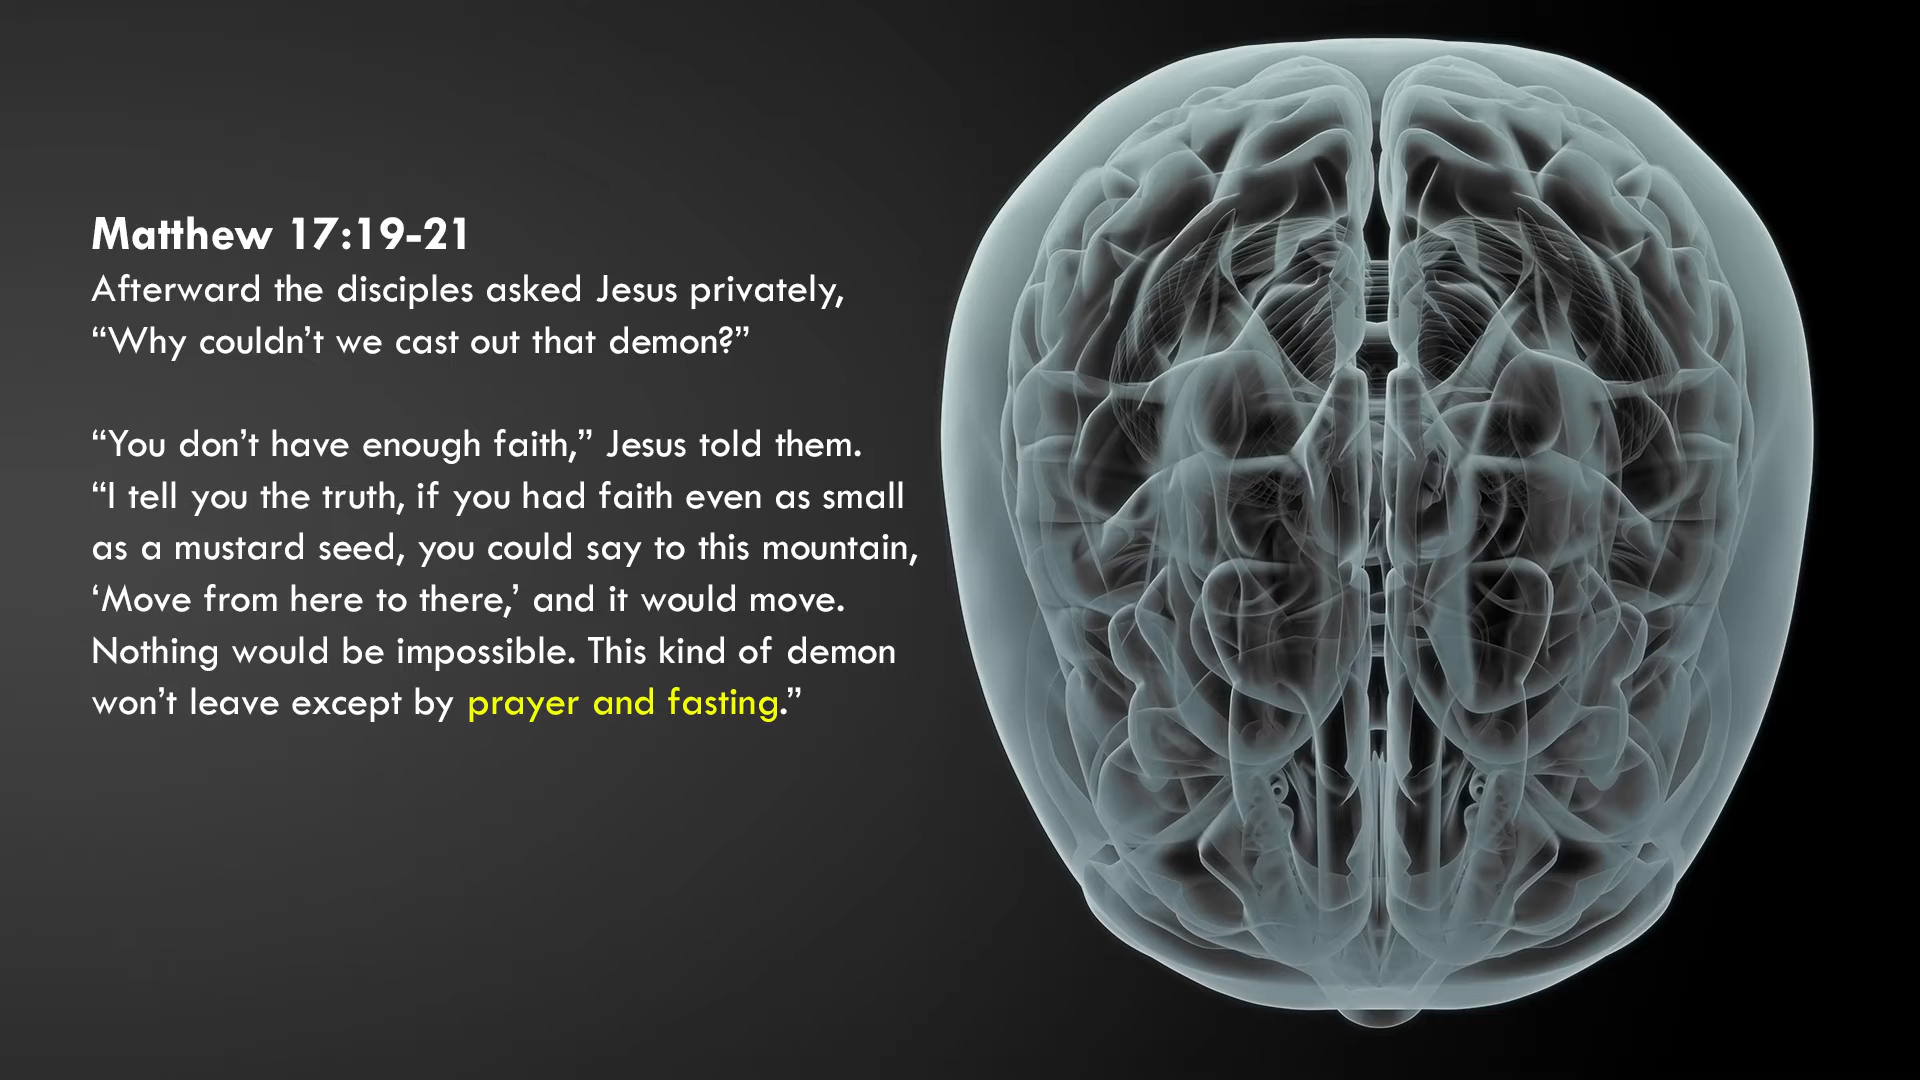 Matthew 17:19-21
Afterward the disciples asked Jesus privately,
“Why couldn’t we cast out that demon?”
“You don’t have enough faith,” Jesus told them.
“I tell you the truth, if you had faith even as small
as a mustard seed, you could say to this mountain,
‘Move from here to there,’ and it would move.
Nothing would be impossible. This kind of demon
won’t leave except by prayer and fasting.”